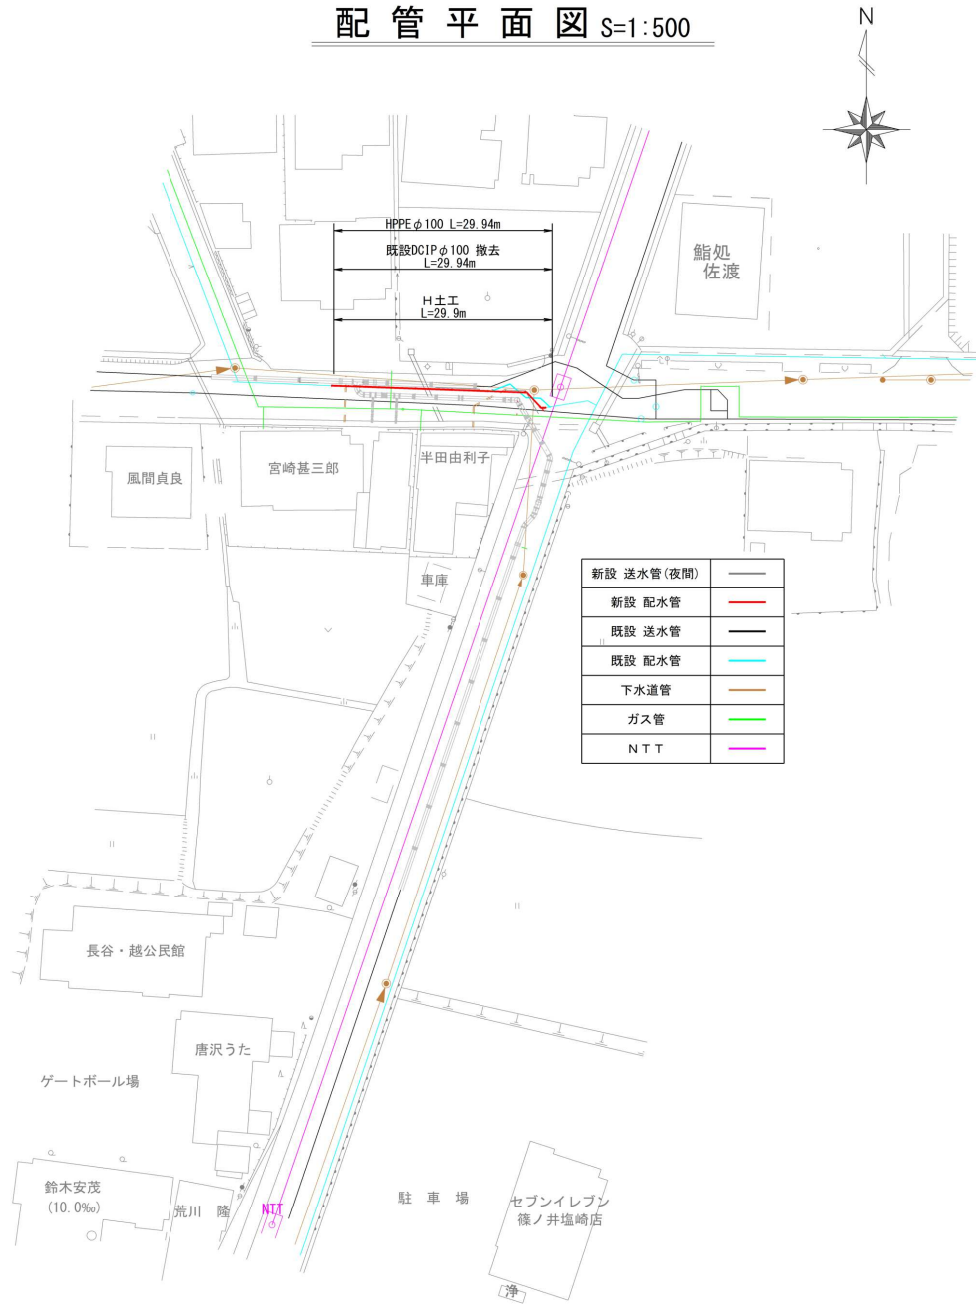 配管平面図 S=1:500
N
HPPEφ100 L=29.94m
既設DCIPφ100 撤去
L=29.94m
H土工
L=29.9m
鮨処
佐渡
風間貞良
宮崎甚三郎
半田由利子
車庫
新設 送水管(夜間)
新設 配水管
既設 送水管
既設 配水管
下水道管
ガス管
NTT
長谷・越公民館
唐沢うた
ゲートボール場
鈴木安茂
(10.0‰)
荒川 隆
NTT
駐車場
セブンイレブン
篠ノ井塩崎店
浄